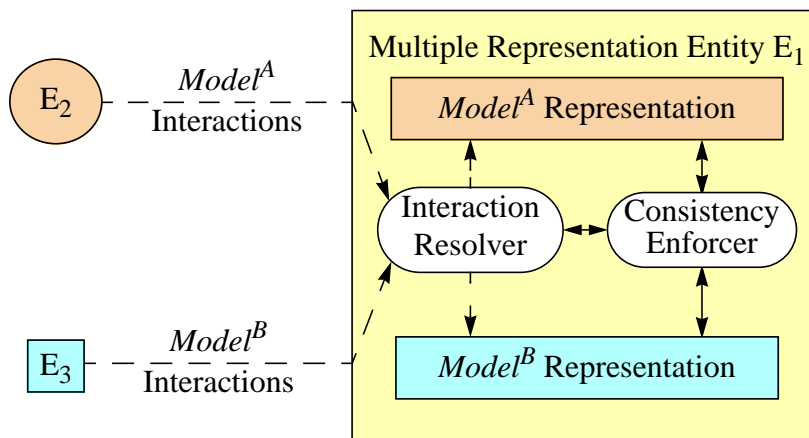 Multiple Representation Entity E₁
E₂
Modelᴬ
Interactions
Modelᴬ Representation
Interaction
Resolver
Consistency
Enforcer
E₃
Modelᴮ
Interactions
Modelᴮ Representation